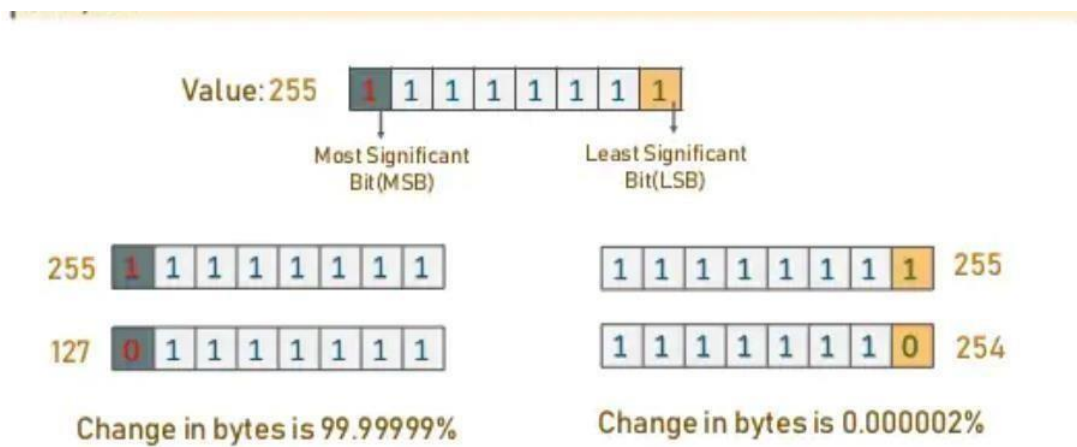 Value: 255 1 1 1 1 1 1 1 1
Most Significant Least Significant
Bit(MSB) Bit(LSB)
255 1 1 1 1 1 1 1 1 1 1 1 1 1 1 1 1 255
127 0 1 1 1 1 1 1 1 1 1 1 1 1 1 1 0 254
Change in bytes is 99.99999% Change in bytes is 0.000002%